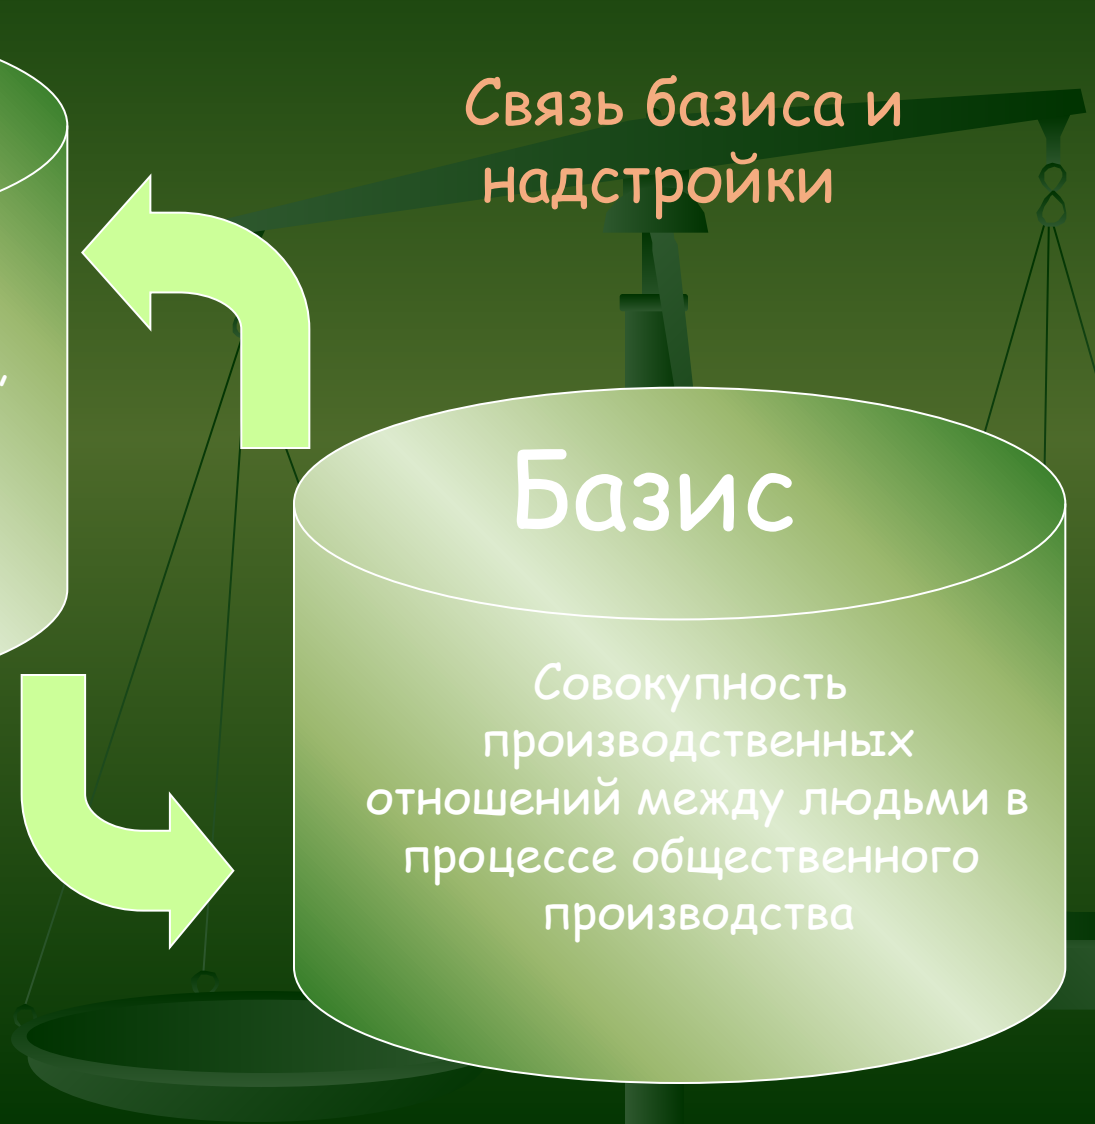 Связь базиса и
надстройки
Базис
Совокупность
производственных
отношений между людьми в
процессе общественного
производства